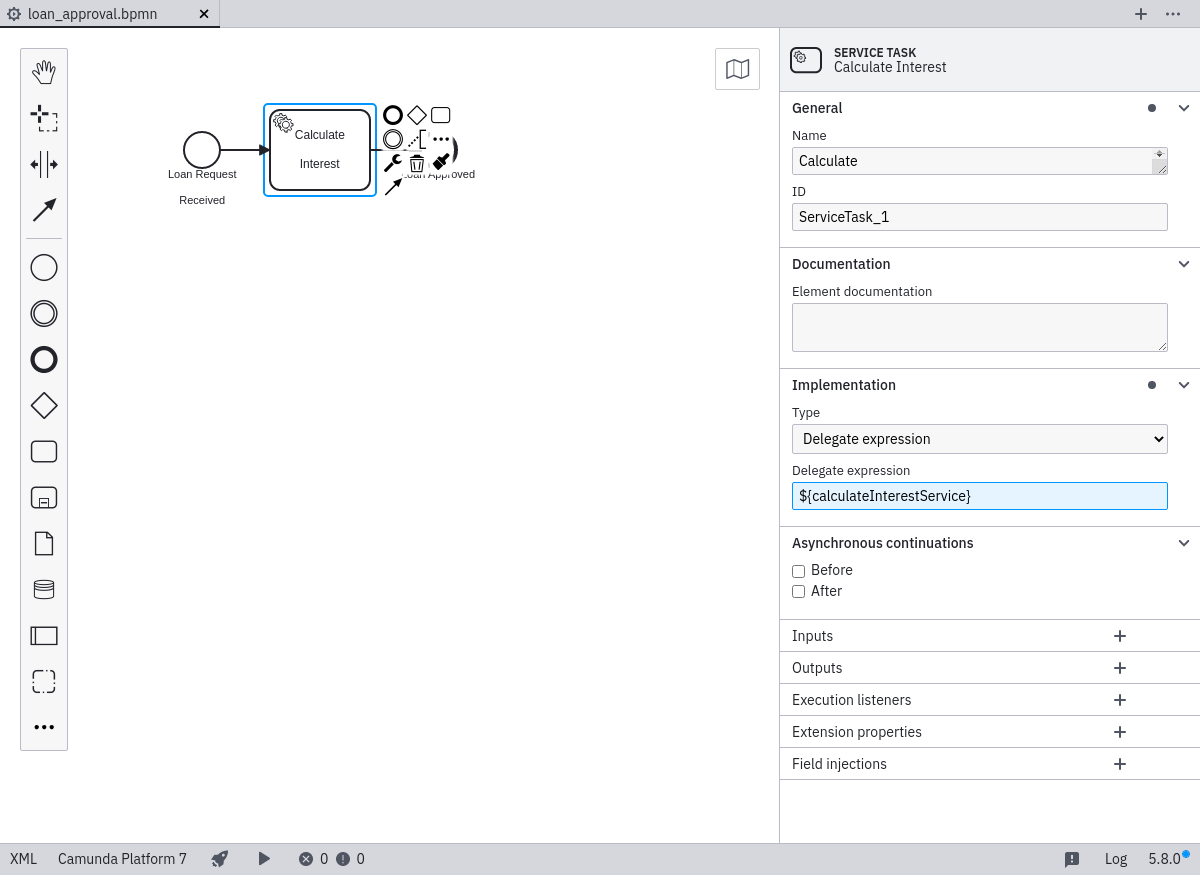 loan_approval.bpmn
Calculate
Interest
Loan Request
Received
Approved
SERVICE TASK
Calculate Interest
General
Name
Calculate
ID
ServiceTask_1
Documentation
Element documentation
Implementation
Type
Delegate expression
Delegate expression
${calculateInterestService}
Asynchronous continuations
Before
After
Inputs
Outputs
Execution listeners
Extension properties
Field injections
XML
Camunda Platform 7
0
0
Log
5.8.0